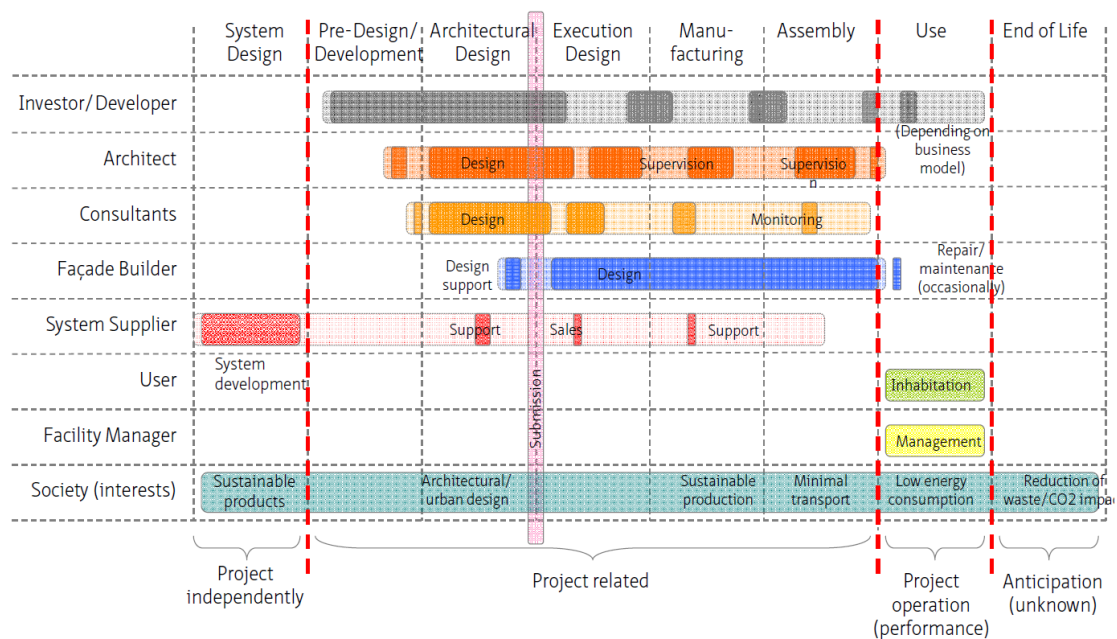 System
Design
Pre-Design/
Development
Architectural
Design
Execution
Design
Manu-
facturing
Assembly
Use
End of Life
Investor/Developer
(Depending on
business
model)
Architect
Design
Supervision
Supervisio
n
Consultants
Design
Monitoring
Façade Builder
Design
support
Design
Repair/
maintenance
(occasionally)
System Supplier
Support
Sales
Support
System
development
User
Inhabitation
Submission
Facility Manager
Management
Society (interests)
Sustainable
products
Architectural/
urban design
Sustainable
production
Minimal
transport
Low energy
consumption
Reduction of
waste/CO2 impac
Project
independently
Project related
Project
operation
(performance)
Anticipation
(unknown)